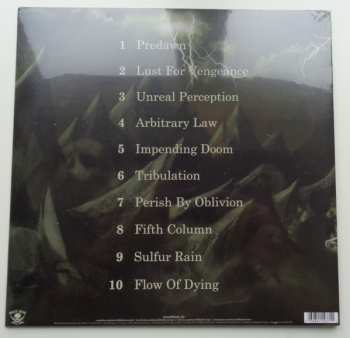 1 Predawn
2 Lust For Vengeance
3 Unreal Perception
4 Arbitrary Law
5 Impending Doom
6 Tribulation
7 Perish By Oblivion
8 Fifth Column
9 Sulfur Rain
10 Flow Of Dying